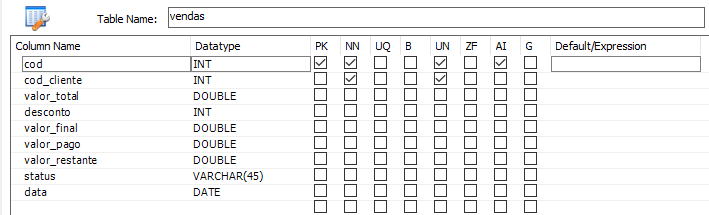 Table Name: vendas
Column Name Datatype PK NN UQ B UN ZF AI G Default/Expression
cod INT
cod_cliente INT
valor_total DOUBLE
desconto INT
valor_final DOUBLE
valor_pago DOUBLE
valor_restante DOUBLE
status VARCHAR(45)
data DATE